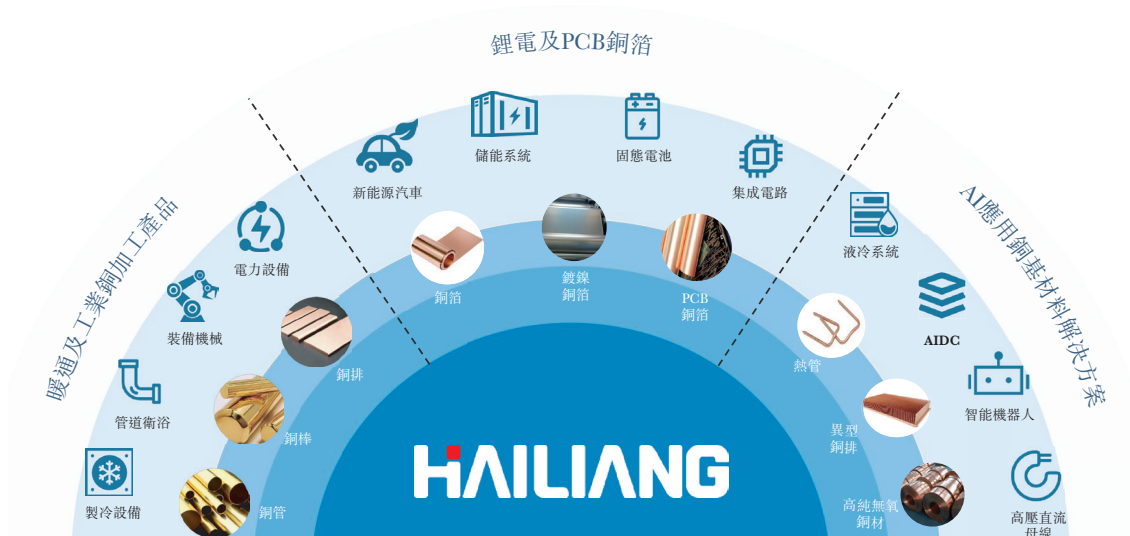 鋰電及PCB銅箔
暖通及工業銅加工產品
AI應用銅基材料解決方案
新能源汽車
儲能系統
固態電池
集成電路
液冷系統
AIDC
智能機器人
高壓直流
母線
電力設備
裝備機械
管道衛浴
製冷設備
銅箔
鍍鎳
銅箔
PCB
銅箔
銅排
銅棒
銅管
熱管
異型
銅排
高純無氧
銅材
HAILIANG